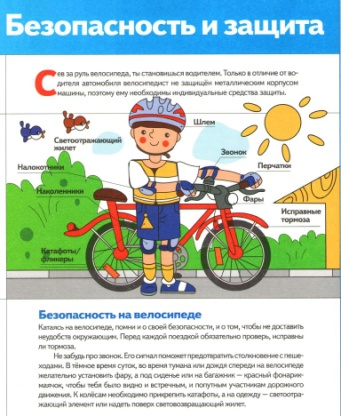 Безопасность и защита
Сев за руль велосипеда, ты становишься водителем. Только в отличие от во-
дителя автомобиля велосипедист не защищён металлическим корпусом
машины, поэтому ему необходимы индивидуальные средства защиты.
Шлем
Светоотражающий
жилет
Звонок
Налокотники
Перчатки
Наколенники
Фары
Исправные
тормоза
Катафоты/
фликеры
Безопасность на велосипеде
Катаясь на велосипеде, помни и о своей безопасности, и о том, чтобы не доставить
неудобств окружающим. Перед каждой поездкой обязательно проверь, исправны
ли тормоза.
Не забудь про звонок. Его сигнал поможет предотвратить столкновение с пеше-
ходами. В тёмное время суток, во время тумана или дождя спереди на велосипеде
желательно установить фару, а под сиденье или на багажник — красный фонарик-
маячок, чтобы тебя было видно и встречным, и попутным участникам дорожного
движения. К колёсам необходимо прикрепить катафоты, а на одежду — светоотра-
жающий элемент или надеть поверх световозвращающий жилет.